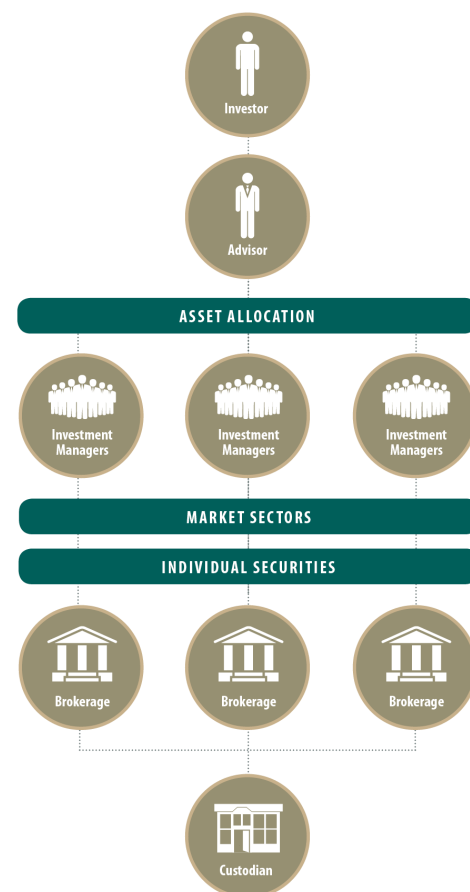 Investor
Advisor
ASSET ALLOCATION
Investment
Managers
Investment
Managers
Investment
Managers
MARKET SECTORS
INDIVIDUAL SECURITIES
Brokerage
Brokerage
Brokerage
Custodian